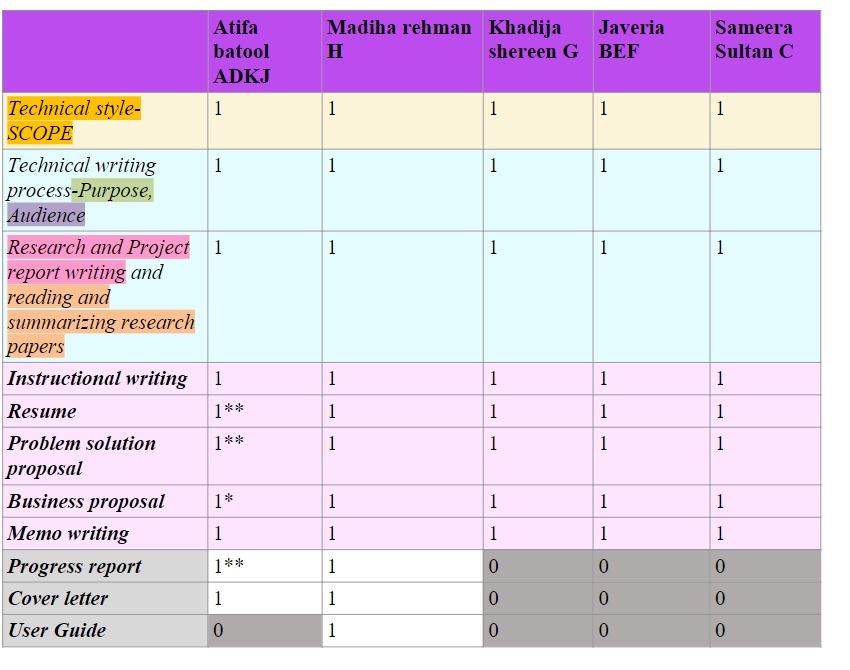 Atifa batool ADKJ Madiha rehman H Khadija shereen G Javeria BEF Sameera Sultan C
Technical style-SCOPE 1 1 1 1 1
Technical writing process-Purpose, Audience 1 1 1 1 1
Research and Project report writing and reading and summarizing research papers 1 1 1 1 1
Instructional writing 1 1 1 1 1
Resume 1** 1 1 1 1
Problem solution proposal 1** 1 1 1 1
Business proposal 1* 1 1 1 1
Memo writing 1 1 1 1 1
Progress report 1** 1 0 0 0
Cover letter 1 1 0 0 0
User Guide 0 1 0 0 0